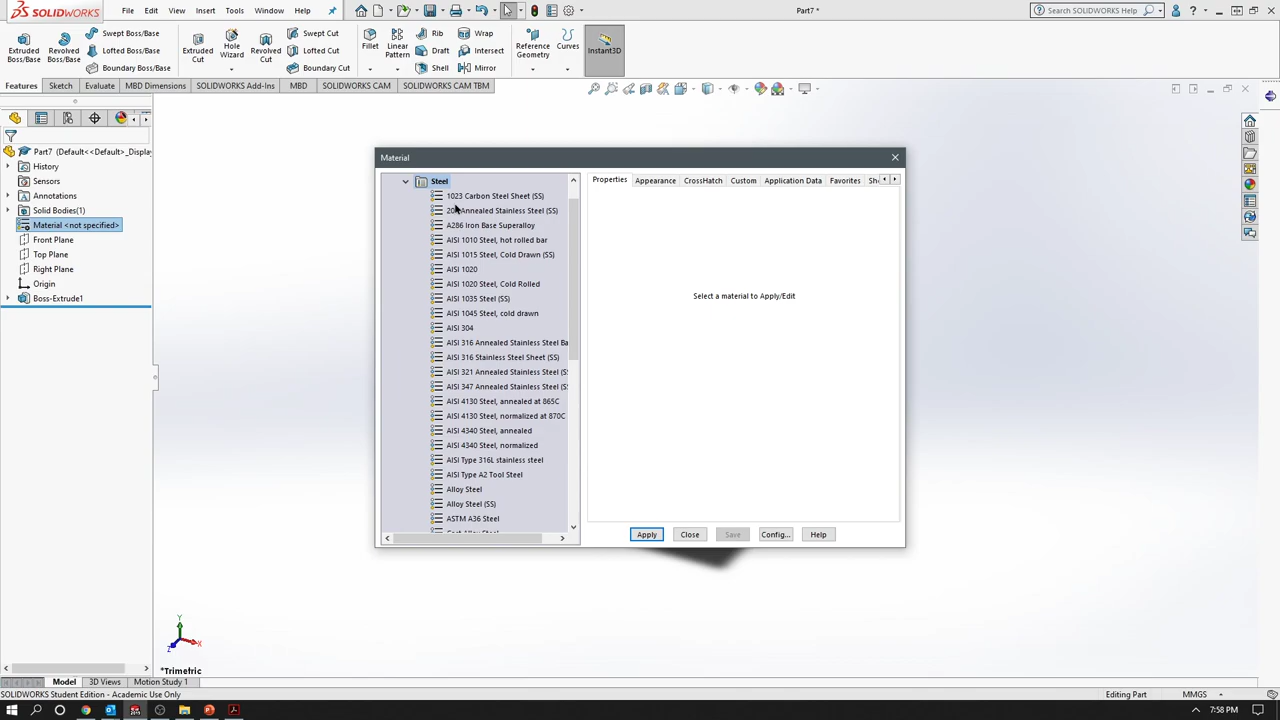 SOLIDWORKS File Edit View Insert Tools Window Help Part7 * Search SOLIDWORKS Help
Extruded Boss/Base
Revolved Boss/Base
Swept Boss/Base
Lofted Boss/Base
Boundary Boss/Base
Extruded Cut
Hole Wizard
Revolved Cut
Swept Cut
Lofted Cut
Boundary Cut
Fillet
Linear Pattern
Rib
Draft
Shell
Wrap
Intersect
Mirror
Reference Geometry
Curves
Instant3D
Features Sketch Evaluate MBD Dimensions SOLIDWORKS Add-Ins MBD SOLIDWORKS CAM SOLIDWORKS CAM TBM
Part7 (Default<<Default>_Display
History
Sensors
Annotations
Solid Bodies(1)
Material <not specified>
Front Plane
Top Plane
Right Plane
Origin
Boss-Extrude1
Material
Steel
1023 Carbon Steel Sheet (SS)
Annealed Stainless Steel (SS)
A286 Iron Base Superalloy
AISI 1010 Steel, hot rolled bar
AISI 1015 Steel, Cold Drawn (SS)
AISI 1020
AISI 1020 Steel, Cold Rolled
AISI 1035 Steel (SS)
AISI 1045 Steel, cold drawn
AISI 304
AISI 316 Annealed Stainless Steel Ba
AISI 316 Stainless Steel Sheet (SS)
AISI 321 Annealed Stainless Steel (S
AISI 347 Annealed Stainless Steel (S
AISI 4130 Steel, annealed at 865C
AISI 4130 Steel, normalized at 870C
AISI 4340 Steel, annealed
AISI 4340 Steel, normalized
AISI Type 316L stainless steel
AISI Type A2 Tool Steel
Alloy Steel
Alloy Steel (SS)
ASTM A36 Steel
Cast Alloy Steel
Properties Appearance CrossHatch Custom Application Data Favorites She
Select a material to Apply/Edit
Apply Close Save Config... Help
Y
X
Z
*Trimetric
Model 3D Views Motion Study 1
SOLIDWORKS Student Edition - Academic Use Only Editing Part MMGS
7:58 PM